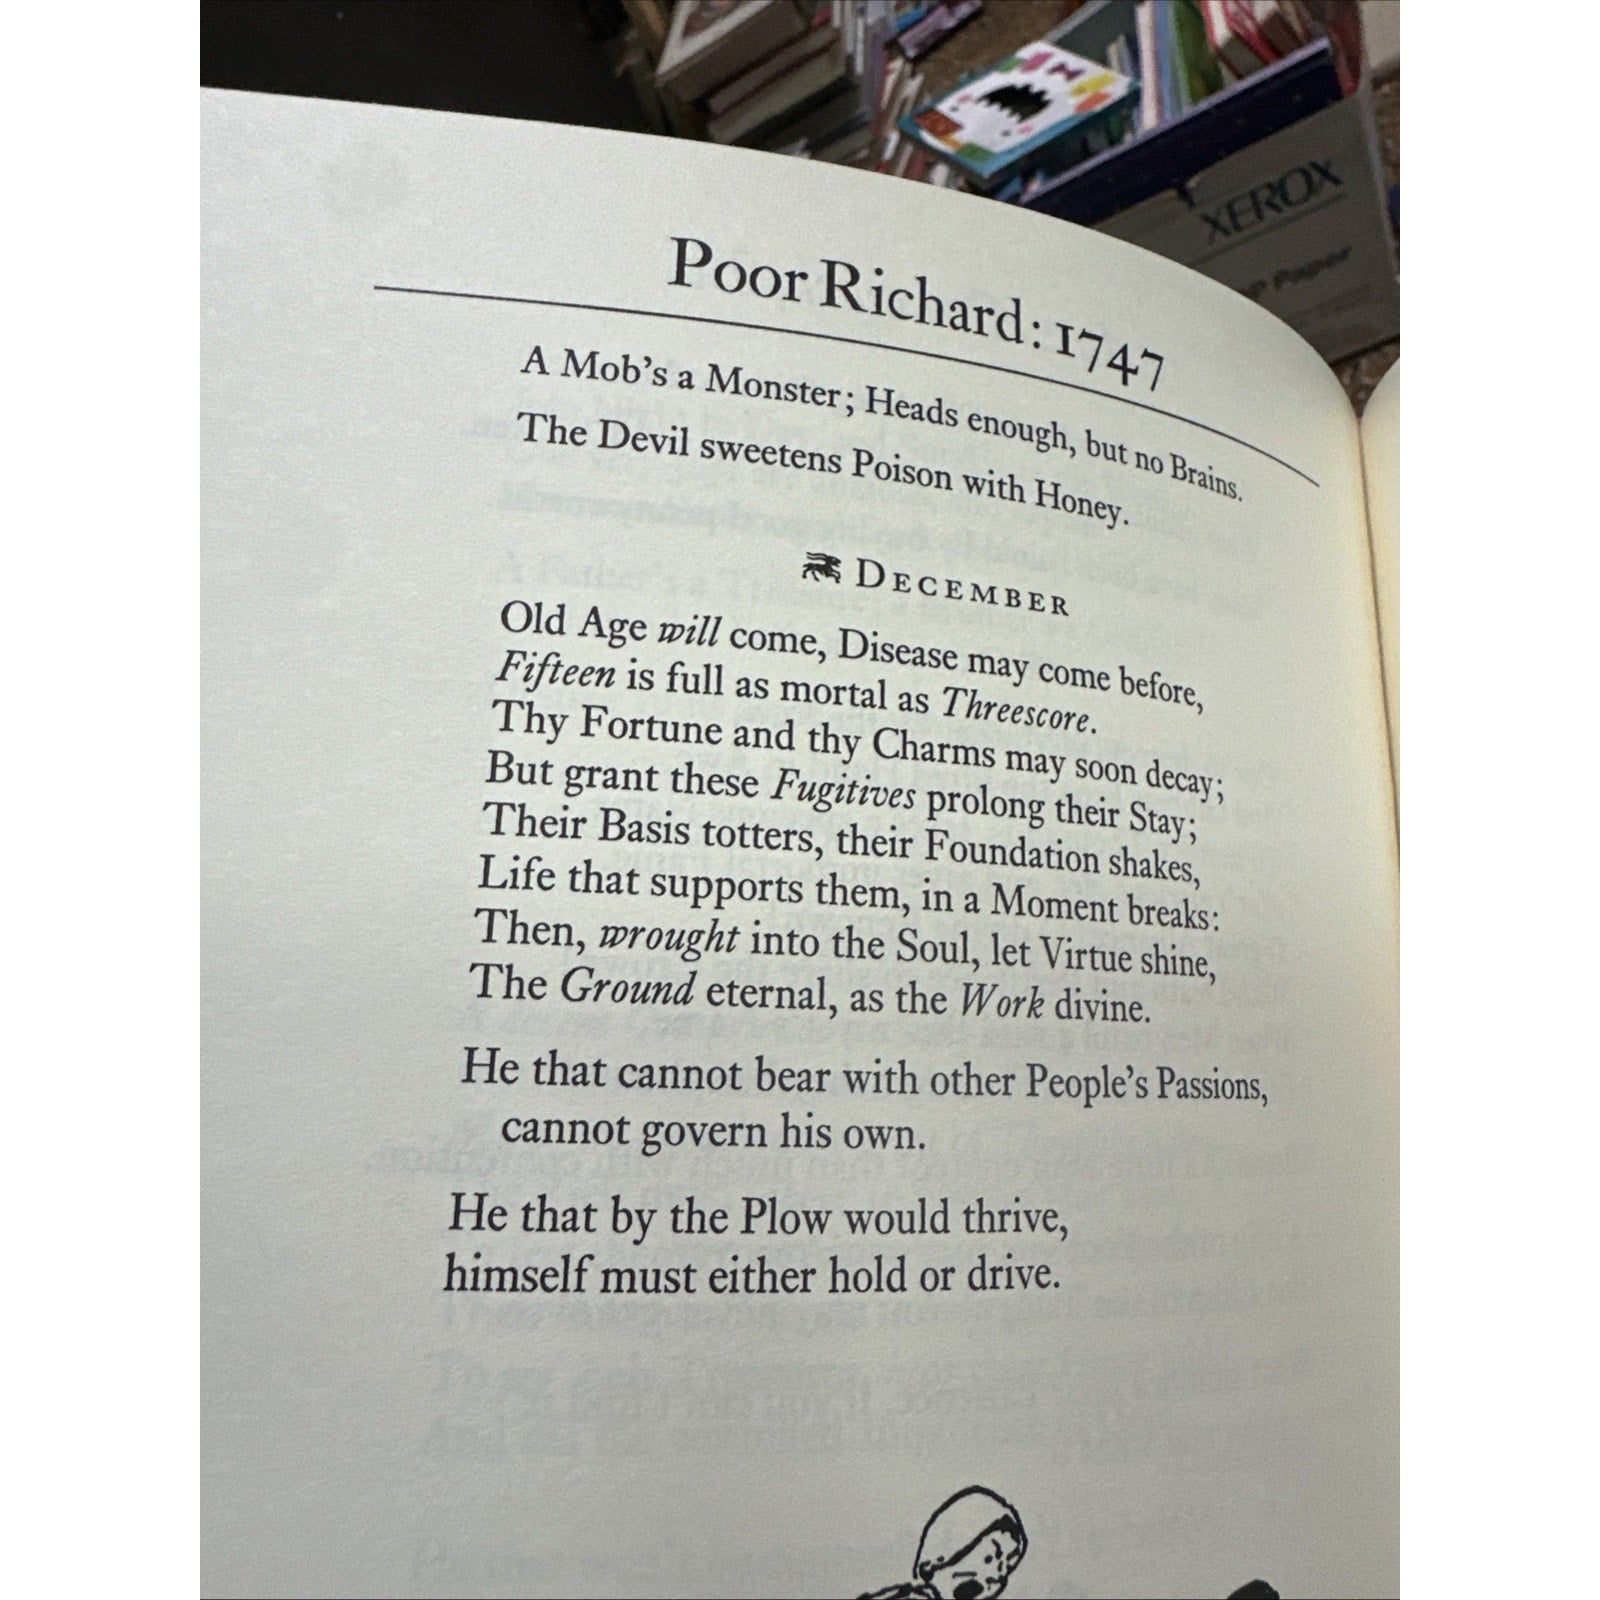 XEROX
Paper
Poor Richard: 1747
A Mob's a Monster; Heads enough, but no Brains.
The Devil sweetens Poison with Honey.
December
Old Age will come, Disease may come before,
Fifteen is full as mortal as Threescore.
Thy Fortune and thy Charms may soon decay;
But grant these Fugitives prolong their Stay;
Their Basis totters, their Foundation shakes,
Life that supports them, in a Moment breaks:
Then, wrought into the Soul, let Virtue shine,
The Ground eternal, as the Work divine.
He that cannot bear with other People's Passions,
cannot govern his own.
He that by the Plow would thrive,
himself must either hold or drive.